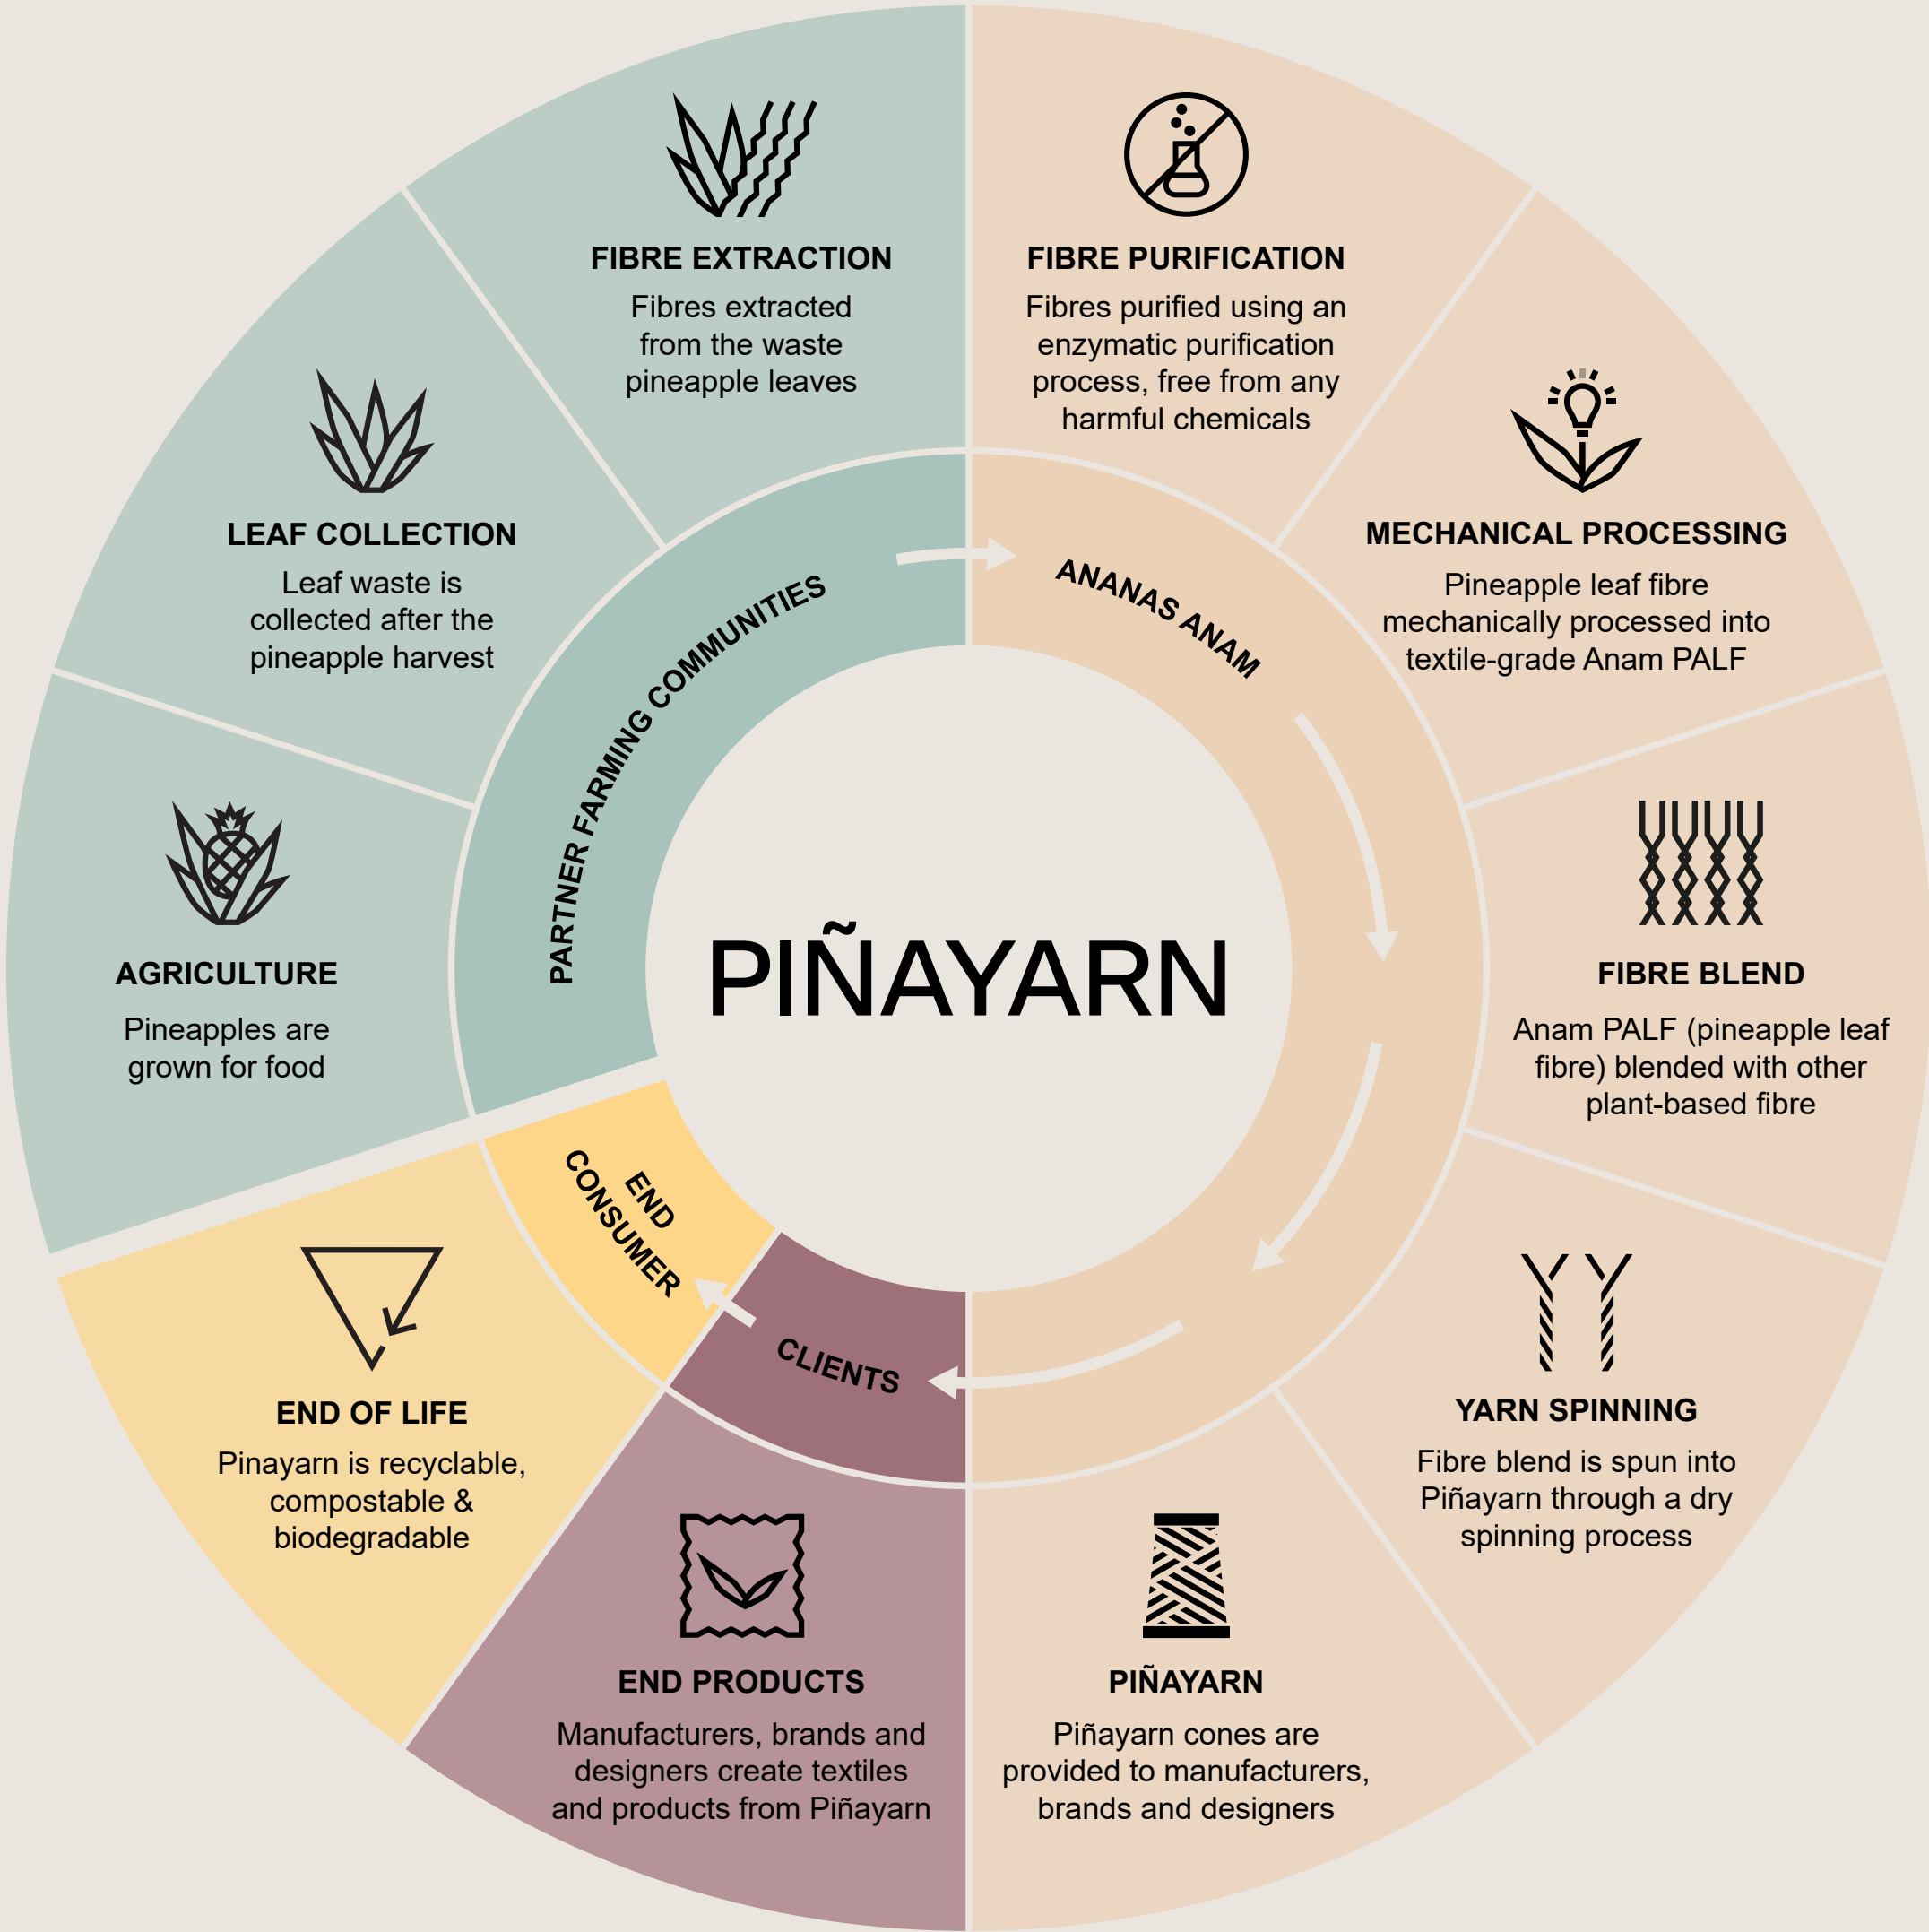 PIÑAYARN
PARTNER FARMING COMMUNITIES
ANANAS ANAM
CLIENTS
END
CONSUMER
AGRICULTURE
Pineapples are
grown for food
LEAF COLLECTION
Leaf waste is
collected after the
pineapple harvest
FIBRE EXTRACTION
Fibres extracted
from the waste
pineapple leaves
FIBRE PURIFICATION
Fibres purified using an
enzymatic purification
process, free from any
harmful chemicals
MECHANICAL PROCESSING
Pineapple leaf fibre
mechanically processed into
textile-grade Anam PALF
FIBRE BLEND
Anam PALF (pineapple leaf
fibre) blended with other
plant-based fibre
YARN SPINNING
Fibre blend is spun into
Piñayarn through a dry
spinning process
PIÑAYARN
Piñayarn cones are
provided to manufacturers,
brands and designers
END PRODUCTS
Manufacturers, brands and
designers create textiles
and products from Piñayarn
END OF LIFE
Pinayarn is recyclable,
compostable &
biodegradable